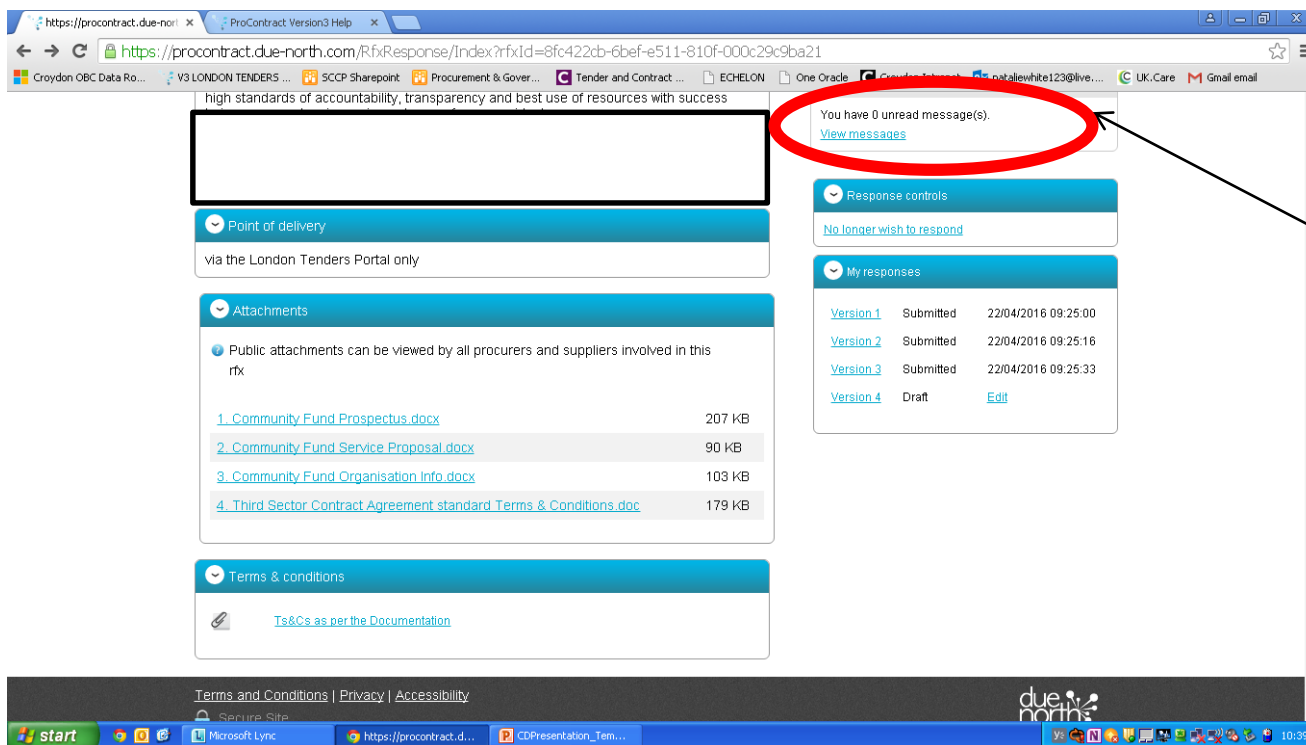 https://procontract.due-nort
ProContract Version3 Help
https://procontract.due-north.com/RfxResponse/Index?rfxId=8fc422cb-6bef-e511-810f-000c29c9ba21
Croydon OBC Data Ro...
V3 LONDON TENDERS ...
SCCP Sharepoint
Procurement & Gover...
Tender and Contract ...
ECHELON
One Oracle
Croydon Intranet
nataliewhite123@live....
UK.Care
Gmail email
high standards of accountability, transparency and best use of resources with success
You have 0 unread message(s).
View messages
Response controls
No longer wish to respond
Point of delivery
via the London Tenders Portal only
My responses
Version 1 Submitted 22/04/2016 09:25:00
Version 2 Submitted 22/04/2016 09:25:16
Version 3 Submitted 22/04/2016 09:25:33
Version 4 Draft Edit
Attachments
Public attachments can be viewed by all procurers and suppliers involved in this
rfx
1. Community Fund Prospectus.docx 207 KB
2. Community Fund Service Proposal.docx 90 KB
3. Community Fund Organisation Info.docx 103 KB
4. Third Sector Contract Agreement standard Terms & Conditions.doc 179 KB
Terms & conditions
Ts&Cs as per the Documentation
Terms and Conditions | Privacy | Accessibility
Secure Site
due north
start
Microsoft Lync
https://procontract.d...
CDPresentation_Tem...
10:39